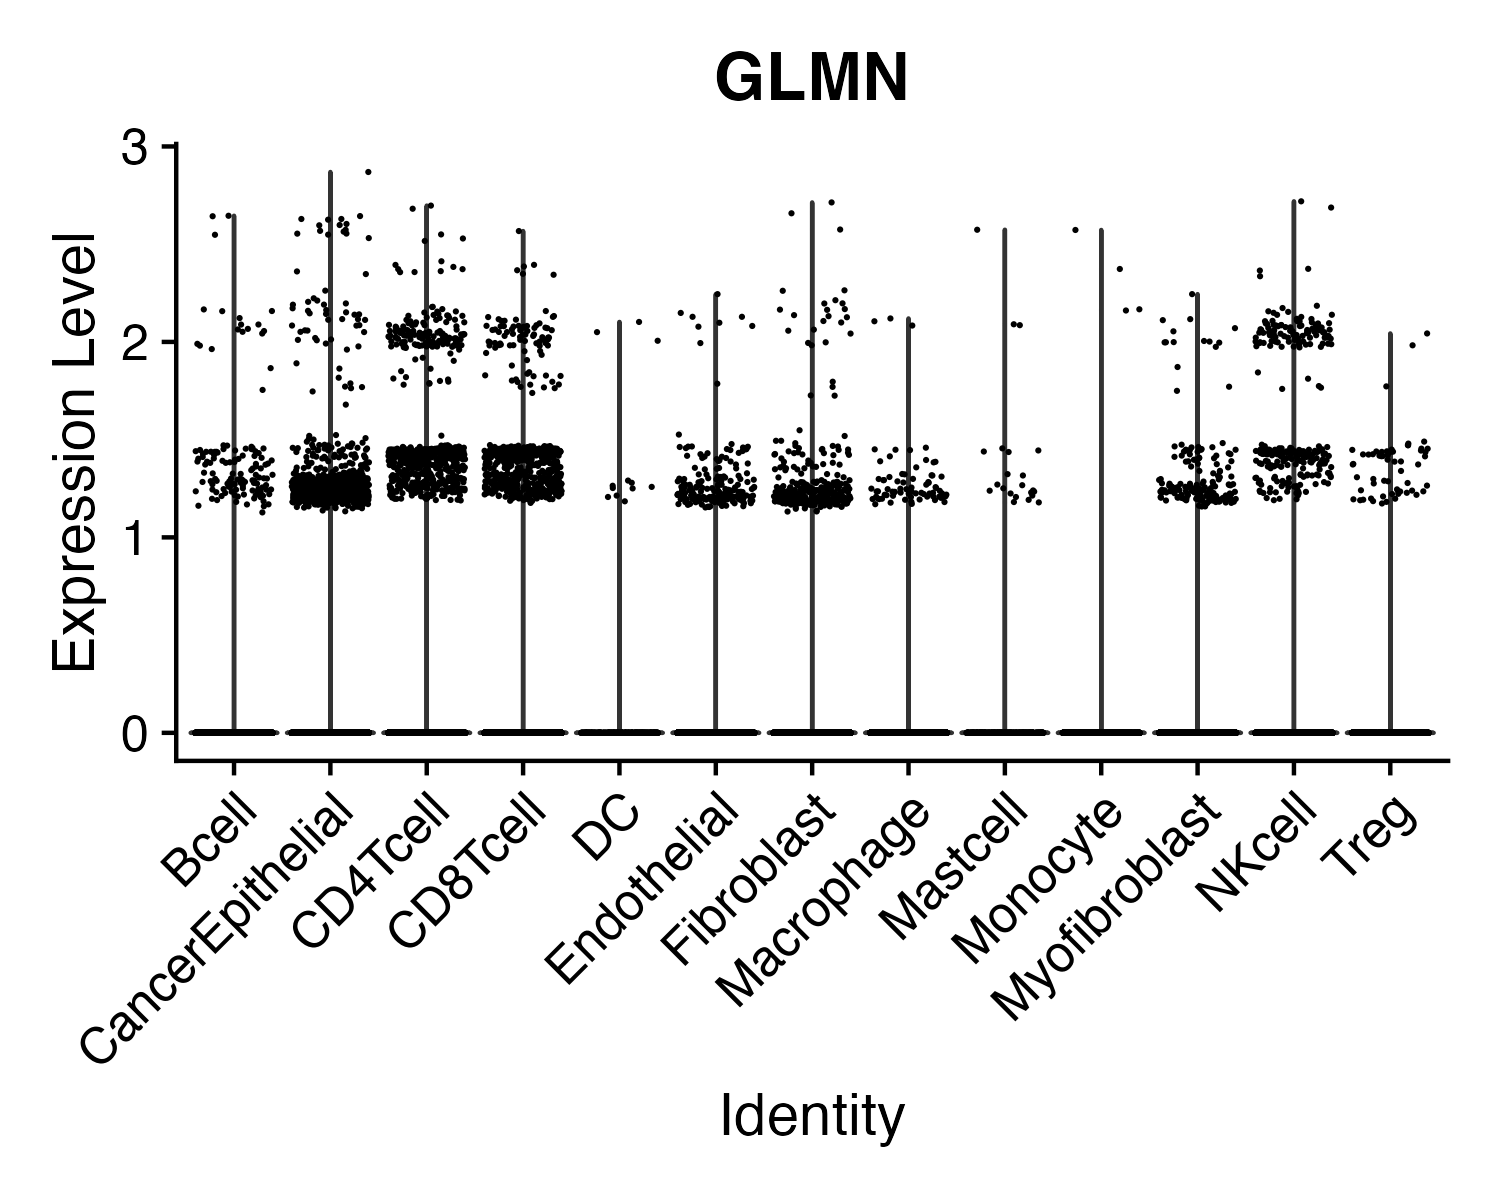 GLMN
Expression Level
3
2
1
0
Bcell
CancerEpithelial
CD4Tcell
CD8Tcell
DC
Endothelial
Fibroblast
Macrophage
Mastcell
Monocyte
Myofibroblast
NKcell
Treg
Identity